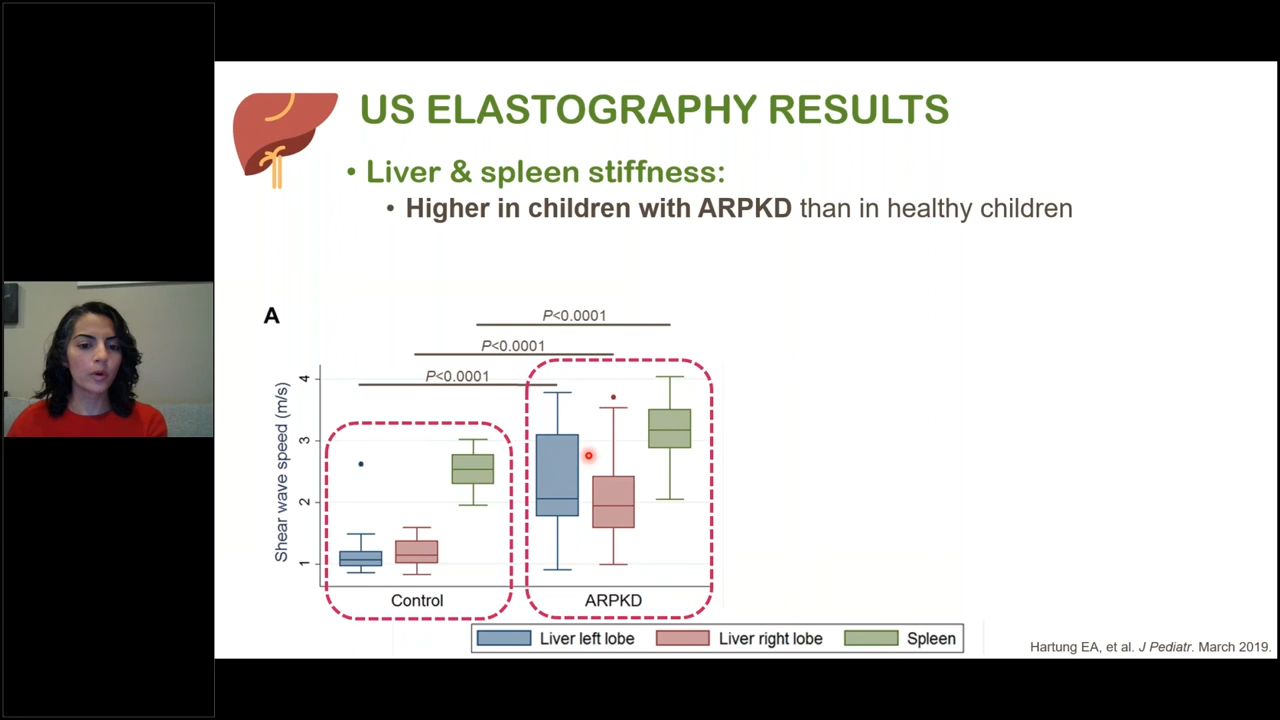 US ELASTOGRAPHY RESULTS
• Liver & spleen stiffness:
• Higher in children with ARPKD than in healthy children
A
P<0.0001
P<0.0001
P<0.0001
Shear wave speed (m/s)
4
3
2
1
Control
ARPKD
Liver left lobe
Liver right lobe
Spleen
Hartung EA, et al. J Pediatr. March 2019.